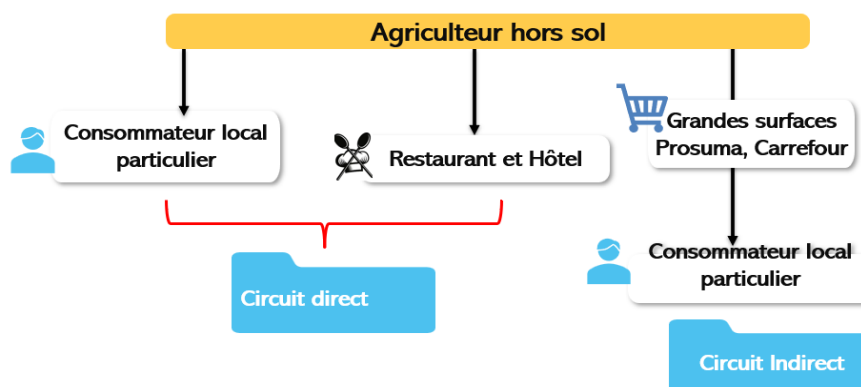 Agriculteur hors sol
Consommateur local
particulier
Restaurant et Hôtel
Grandes surfaces
Prosuma, Carrefour
Circuit direct
Consommateur local
particulier
Circuit Indirect